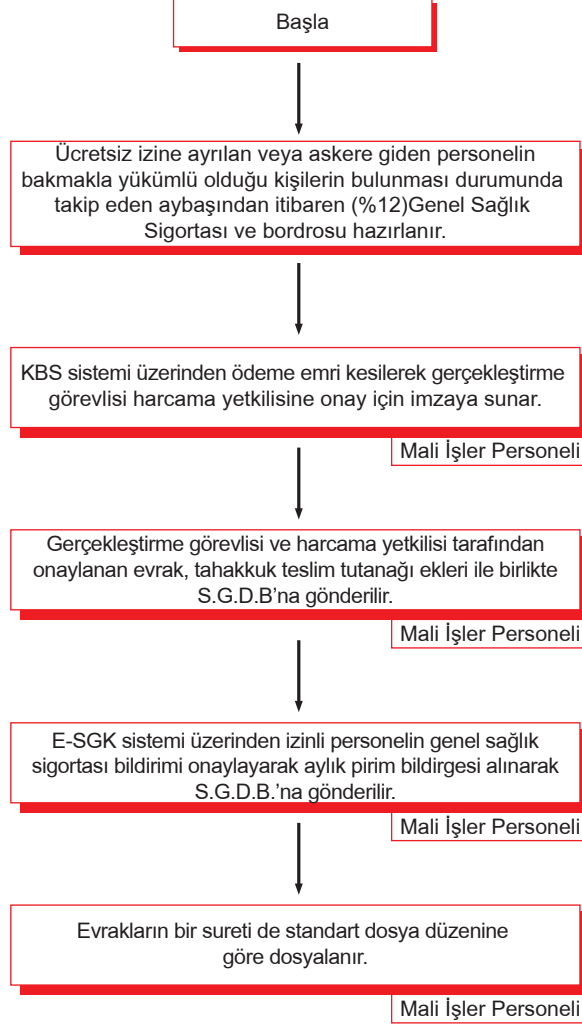 Başla
Ücretsiz izine ayrılan veya askere giden personelin
bakmakla yükümlü olduğu kişilerin bulunması durumunda
takip eden aybaşından itibaren (%12)Genel Sağlık
Sigortası ve bordrosu hazırlanır.
KBS sistemi üzerinden ödeme emri kesilerek gerçekleştirme
görevlisi harcama yetkilisine onay için imzaya sunar.
Mali İşler Personeli
Gerçekleştirme görevlisi ve harcama yetkilisi tarafından
onaylanan evrak, tahakkuk teslim tutanağı ekleri ile birlikte
S.G.D.B’na gönderilir.
Mali İşler Personeli
E-SGK sistemi üzerinden izinli personelin genel sağlık
sigortası bildirimi onaylayarak aylık pirim bildirgesi alınarak
S.G.D.B.’na gönderilir.
Mali İşler Personeli
Evrakların bir sureti de standart dosya düzenine
göre dosyalanır.
Mali İşler Personeli